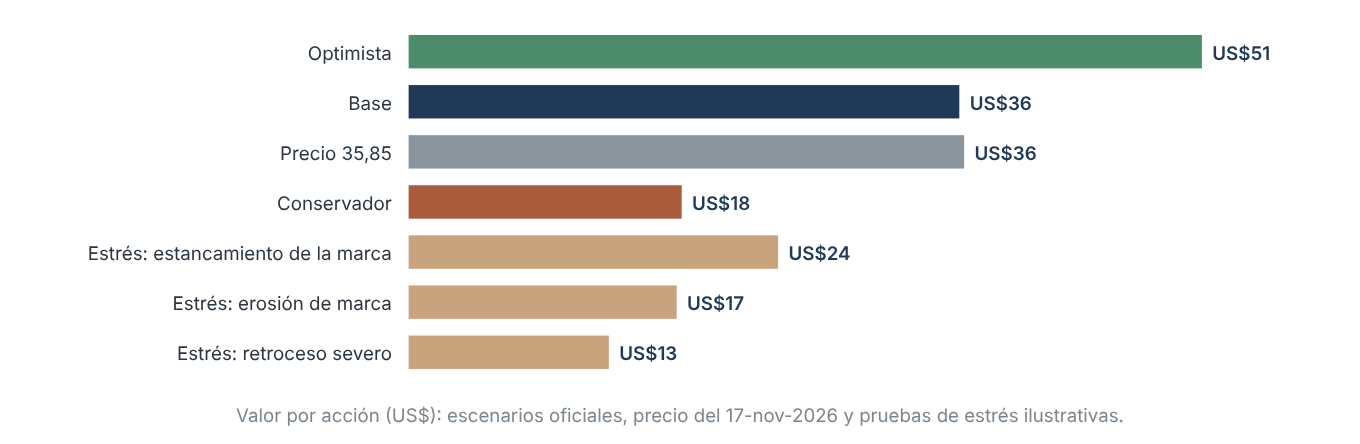 Optimista US$51
Base US$36
Precio 35,85 US$36
Conservador US$18
Estrés: estancamiento de la marca US$24
Estrés: erosión de marca US$17
Estrés: retroceso severo US$13
Valor por acción (US$): escenarios oficiales, precio del 17-nov-2026 y pruebas de estrés ilustrativas.